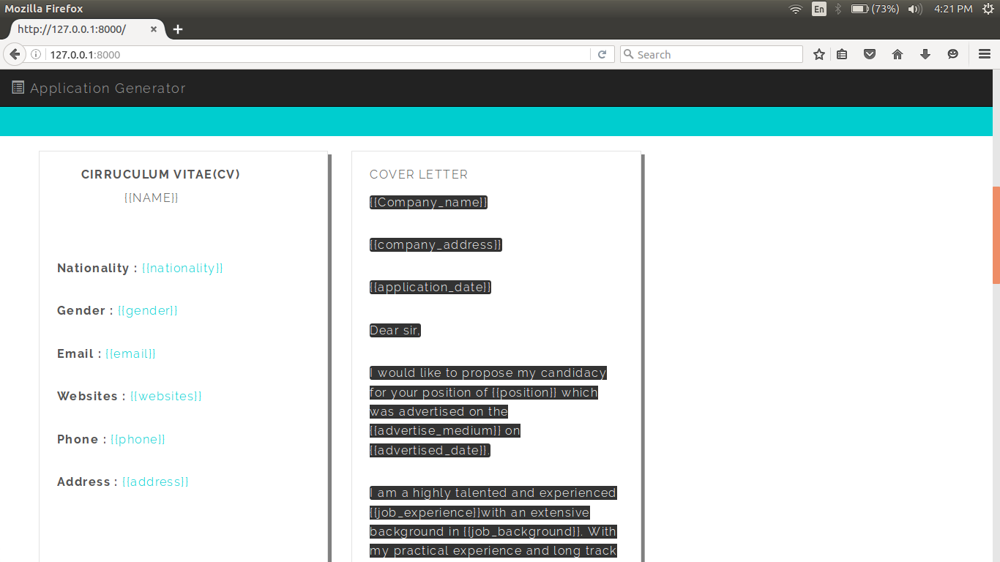 Mozilla Firefox
En
(73%)
4:21 PM
http://127.0.0.1:8000/
127.0.0.1:8000
Search
Application Generator
CIRRUCULUM VITAE(CV)
{{NAME}}
Nationality : {{nationality}}
Gender : {{gender}}
Email : {{email}}
Websites : {{websites}}
Phone : {{phone}}
Address : {{address}}
COVER LETTER
{{Company_name}}
{{company_address}}
{{application_date}}
Dear sir,
I would like to propose my candidacy
for your position of {{position}} which
was advertised on the
{{advertise_medium}} on
{{advertised_date}}.
I am a highly talented and experienced
{{job_experience}}with an extensive
background in {{job_background}}. With
my practical experience and long track